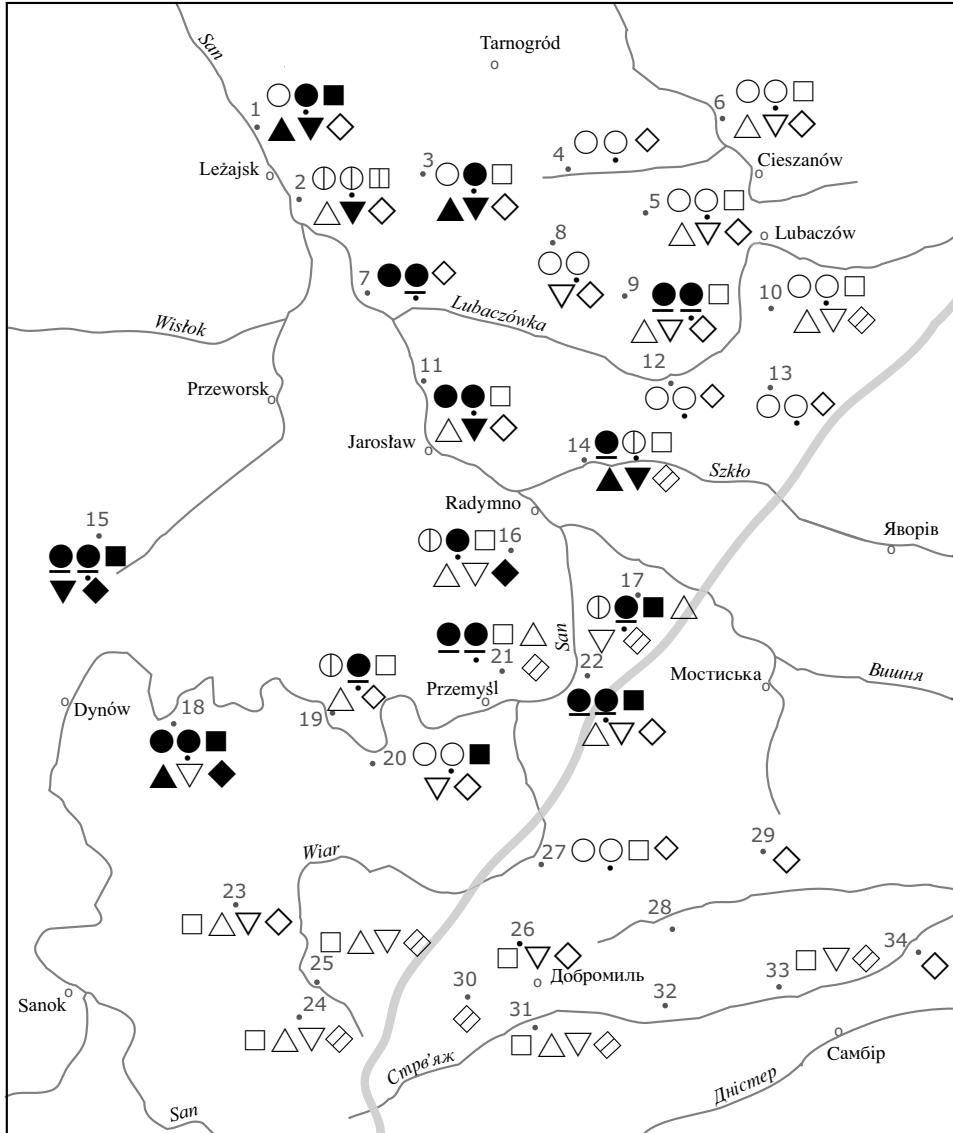 San
Tarnogród
1
6
Leżajsk
2
3
4
Cieszanów
5
Lubaczów
8
7
9
10
Wisłok
Lubaczówka
11
12
13
Przeworsk
Jarosław
14
Szkło
Radymno
15
16
Яворів
17
San
21
22
Мостиська
Вишня
Dynów
18
19
Przemyśl
20
Wiar
27
29
23
28
26
34
25
Добромиль
33
Sanok
24
30
31
32
Стрв’яж
Самбір
Дністер
San